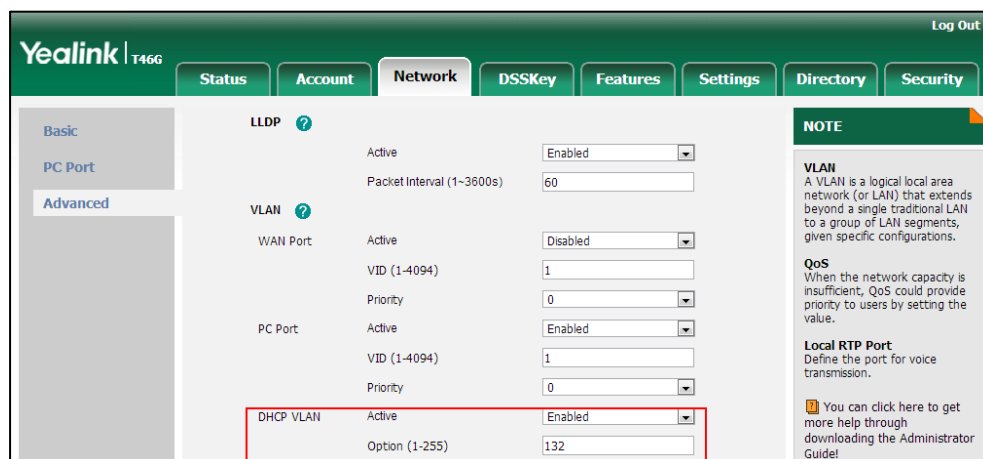 Log Out
Yealink T46G
Status Account Network DSSKey Features Settings Directory Security
Basic
PC Port
Advanced
LLDP ?
Active Enabled
Packet Interval (1~3600s) 60
VLAN ?
WAN Port Active Disabled
VID (1-4094) 1
Priority 0
PC Port Active Enabled
VID (1-4094) 1
Priority 0
DHCP VLAN Active Enabled
Option (1-255) 132
NOTE
VLAN
A VLAN is a logical local area
network (or LAN) that extends
beyond a single traditional LAN
to a group of LAN segments,
given specific configurations.
QoS
When the network capacity is
insufficient, QoS could provide
priority to users by setting the
value.
Local RTP Port
Define the port for voice
transmission.
? You can click here to get
more help through
downloading the Administrator
Guide!